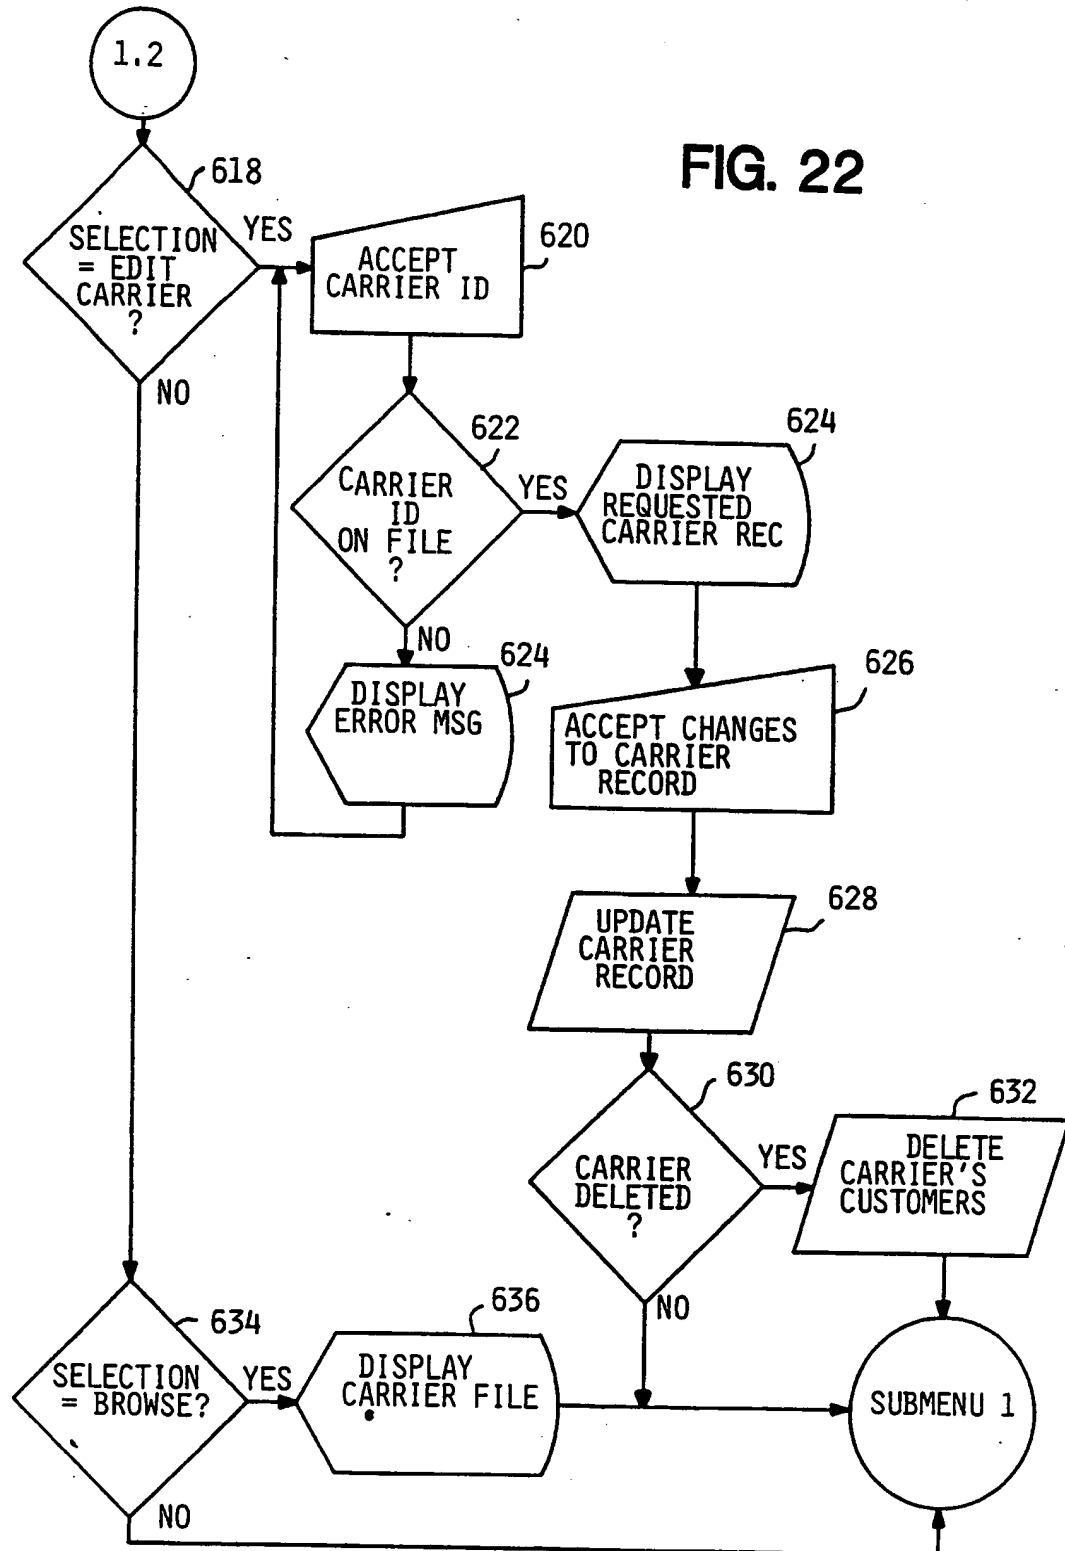 1.2
FIG. 22
618
SELECTION
= EDIT
CARRIER
?
YES
NO
620
ACCEPT
CARRIER ID
622
CARRIER
ID
ON FILE
?
YES
NO
624
DISPLAY
REQUESTED
CARRIER REC
624
DISPLAY
ERROR MSG
626
ACCEPT CHANGES
TO CARRIER
RECORD
628
UPDATE
CARRIER
RECORD
630
CARRIER
DELETED
?
YES
NO
632
DELETE
CARRIER'S
CUSTOMERS
634
SELECTION
= BROWSE?
YES
NO
636
DISPLAY
CARRIER FILE
SUBMENU 1